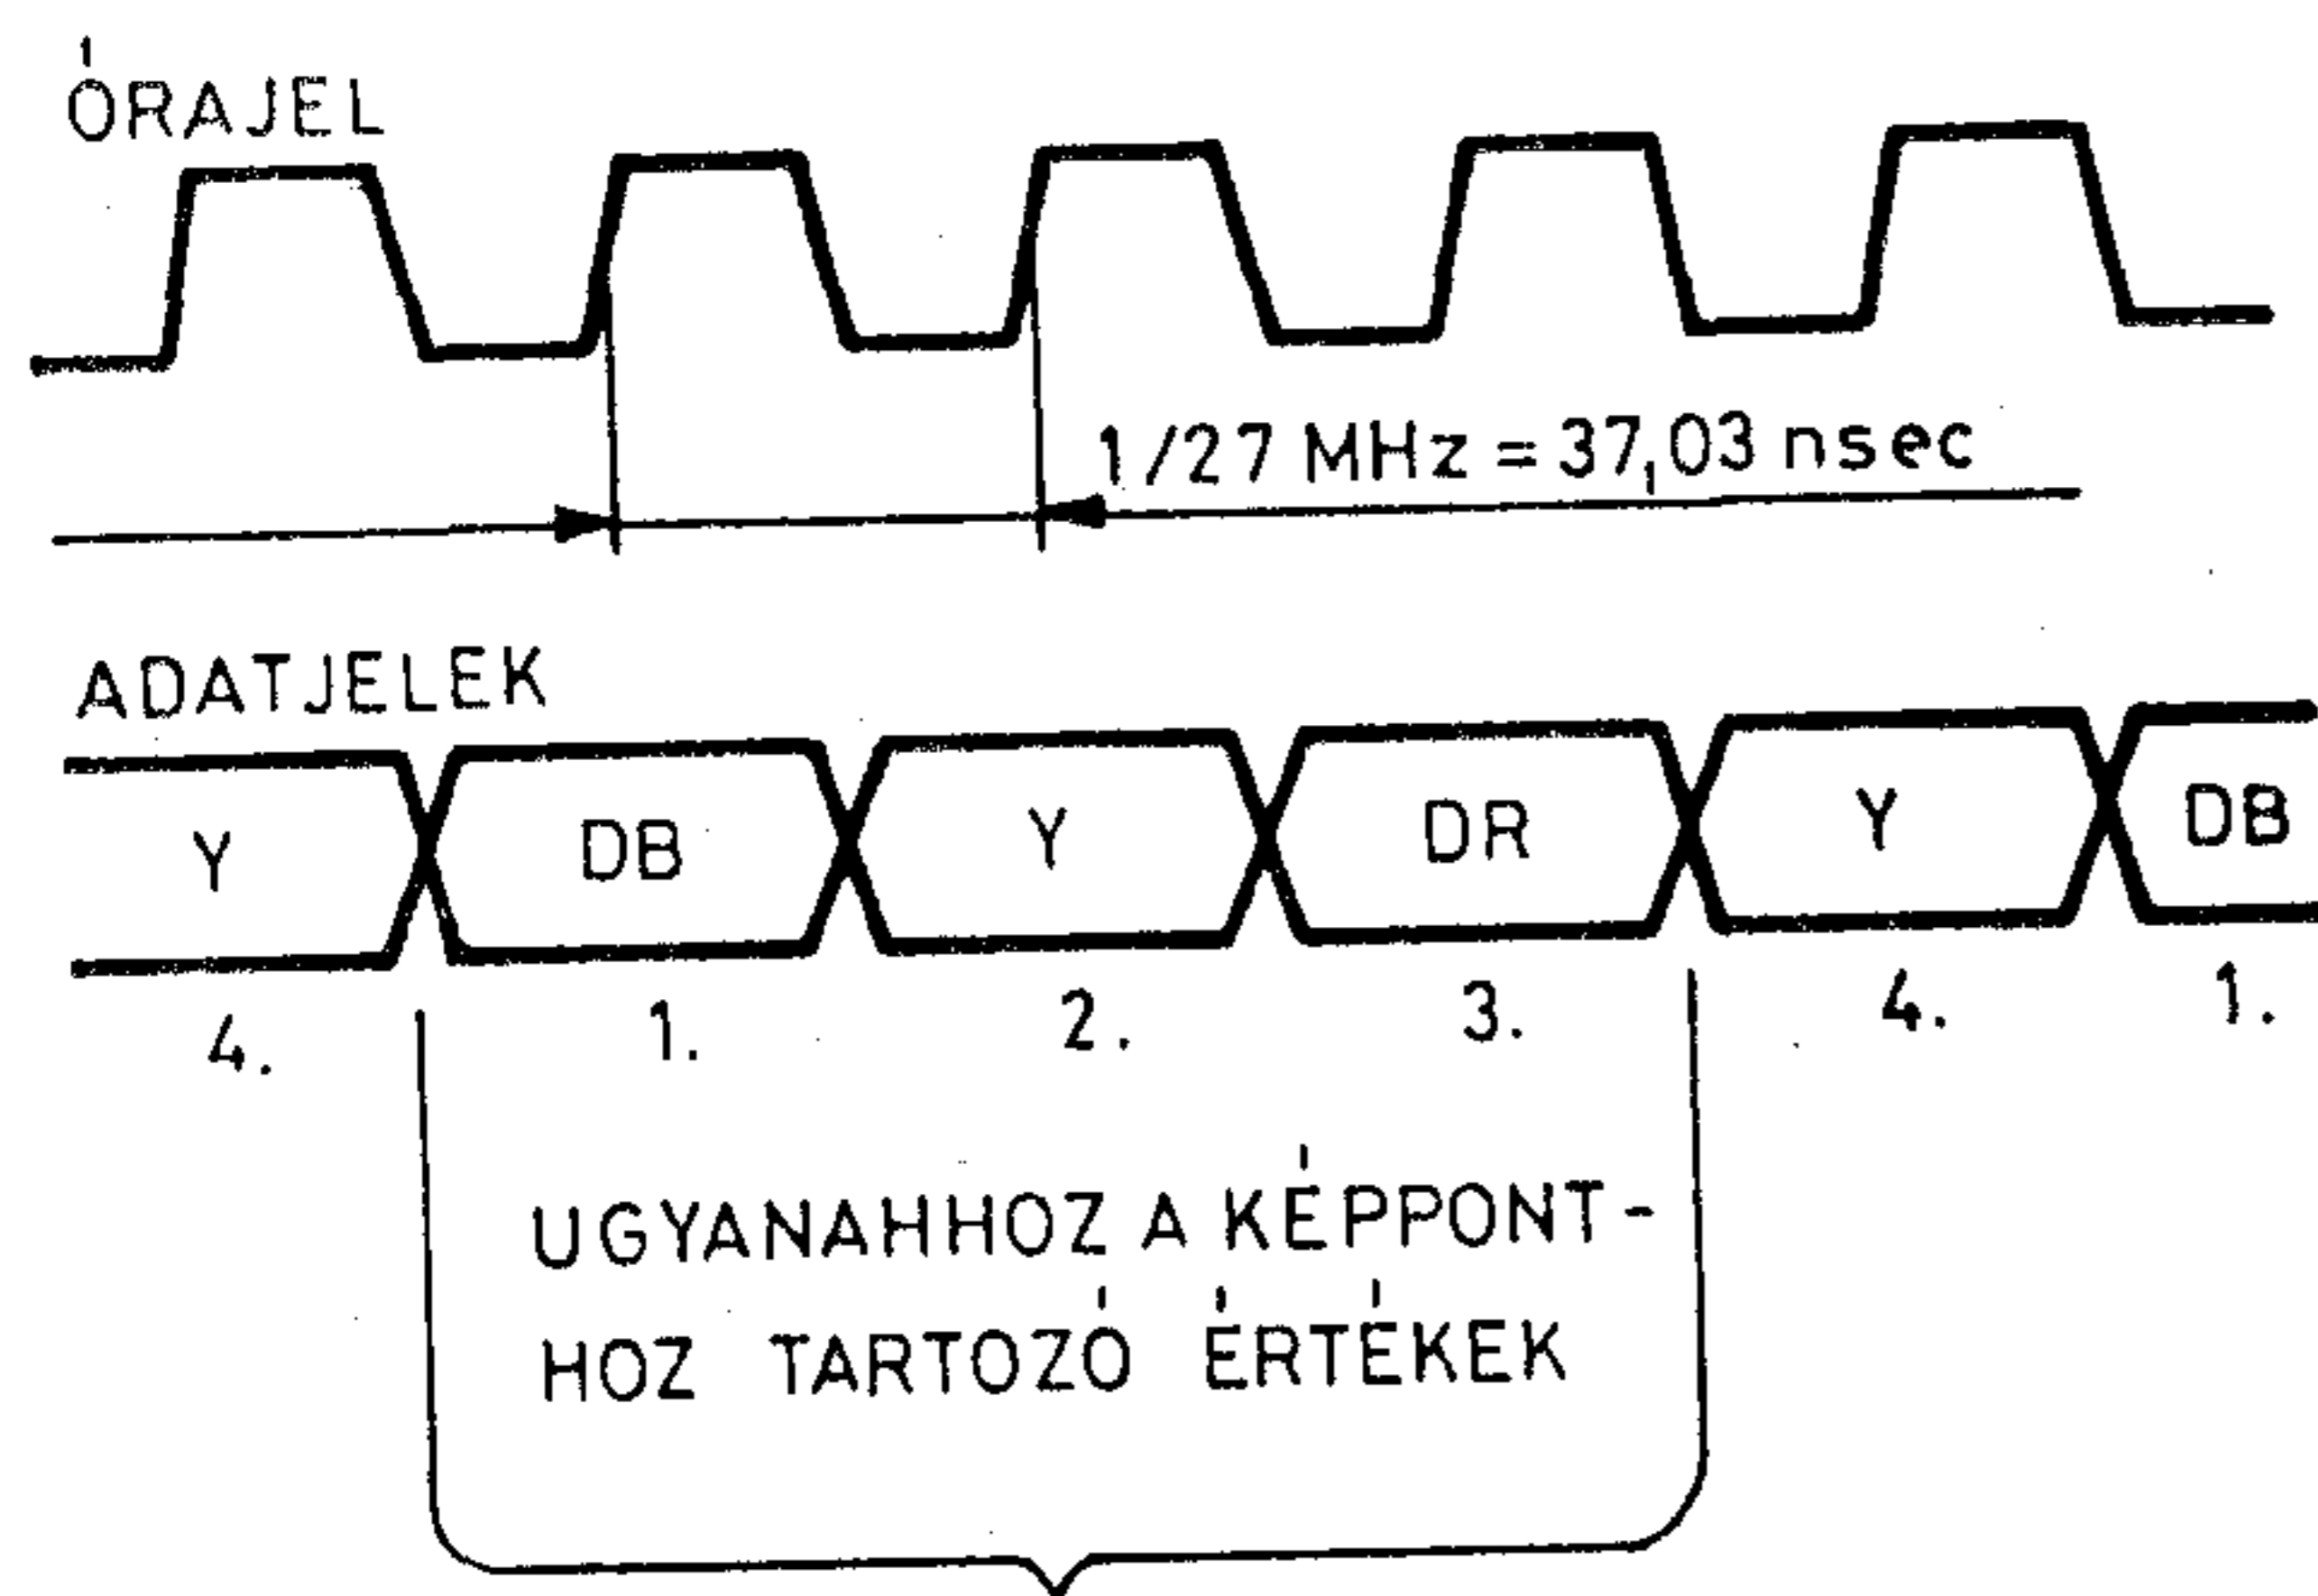 ÓRAJEL
1/27 MHz = 37,03 nsec
ADATJELEK
Y DB Y DR Y DB
4. 1. 2. 3. 4. 1.
UGYANAHHOZ A KÉPPONT-
HOZ TARTOZÓ ÉRTÉKEK